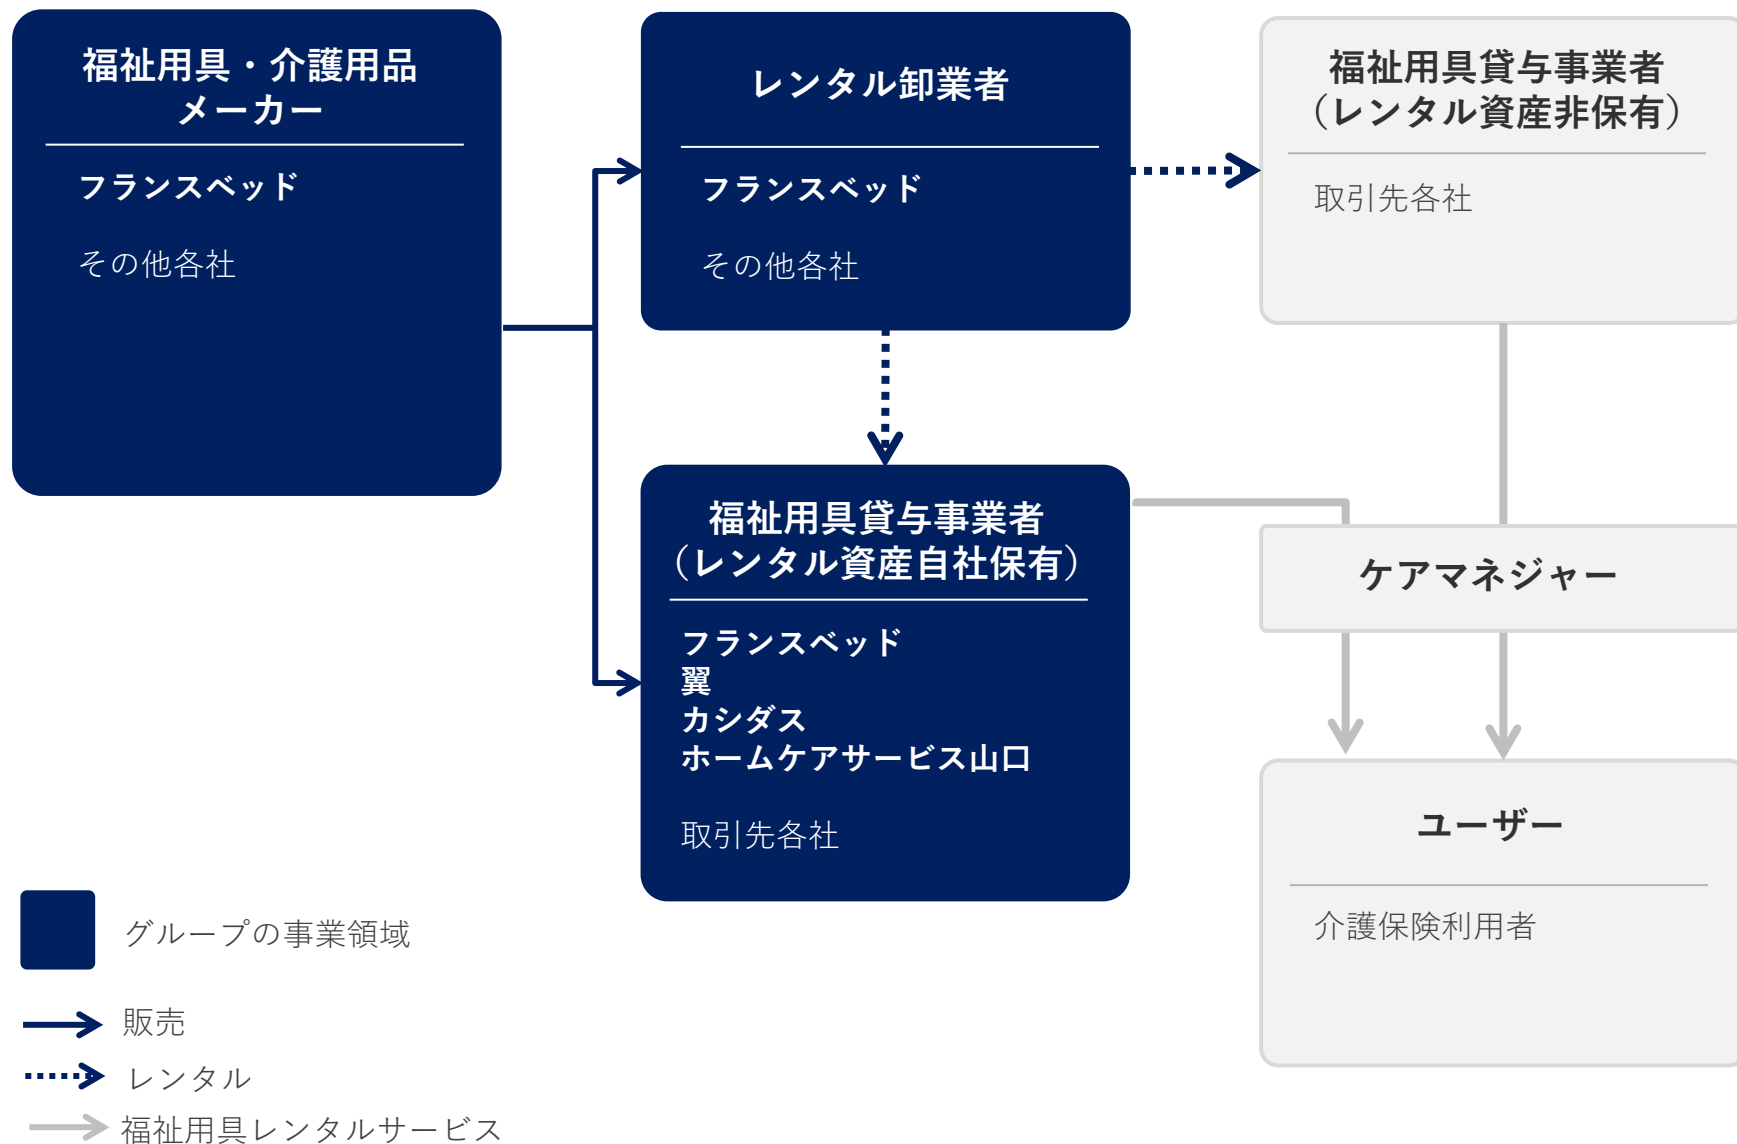 福祉用具・介護用品
メーカー
フランスベッド
その他各社
レンタル卸業者
フランスベッド
その他各社
福祉用具貸与事業者
（レンタル資産非保有）
取引先各社
福祉用具貸与事業者
（レンタル資産自社保有）
フランスベッド
翼
カシダス
ホームケアサービス山口
取引先各社
ケアマネジャー
ユーザー
介護保険利用者
グループの事業領域
販売
レンタル
福祉用具レンタルサービス